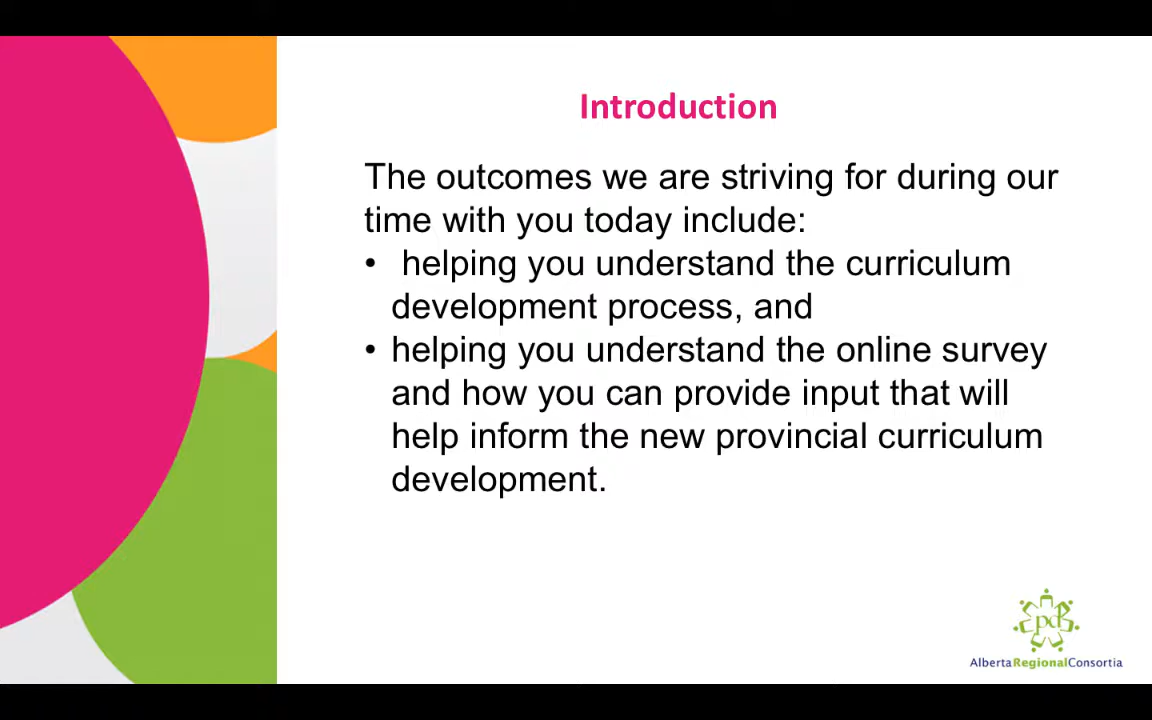 Introduction
The outcomes we are striving for during our
time with you today include:
• helping you understand the curriculum
development process, and
• helping you understand the online survey
and how you can provide input that will
help inform the new provincial curriculum
development.
pd
AlbertaRegionalConsortia